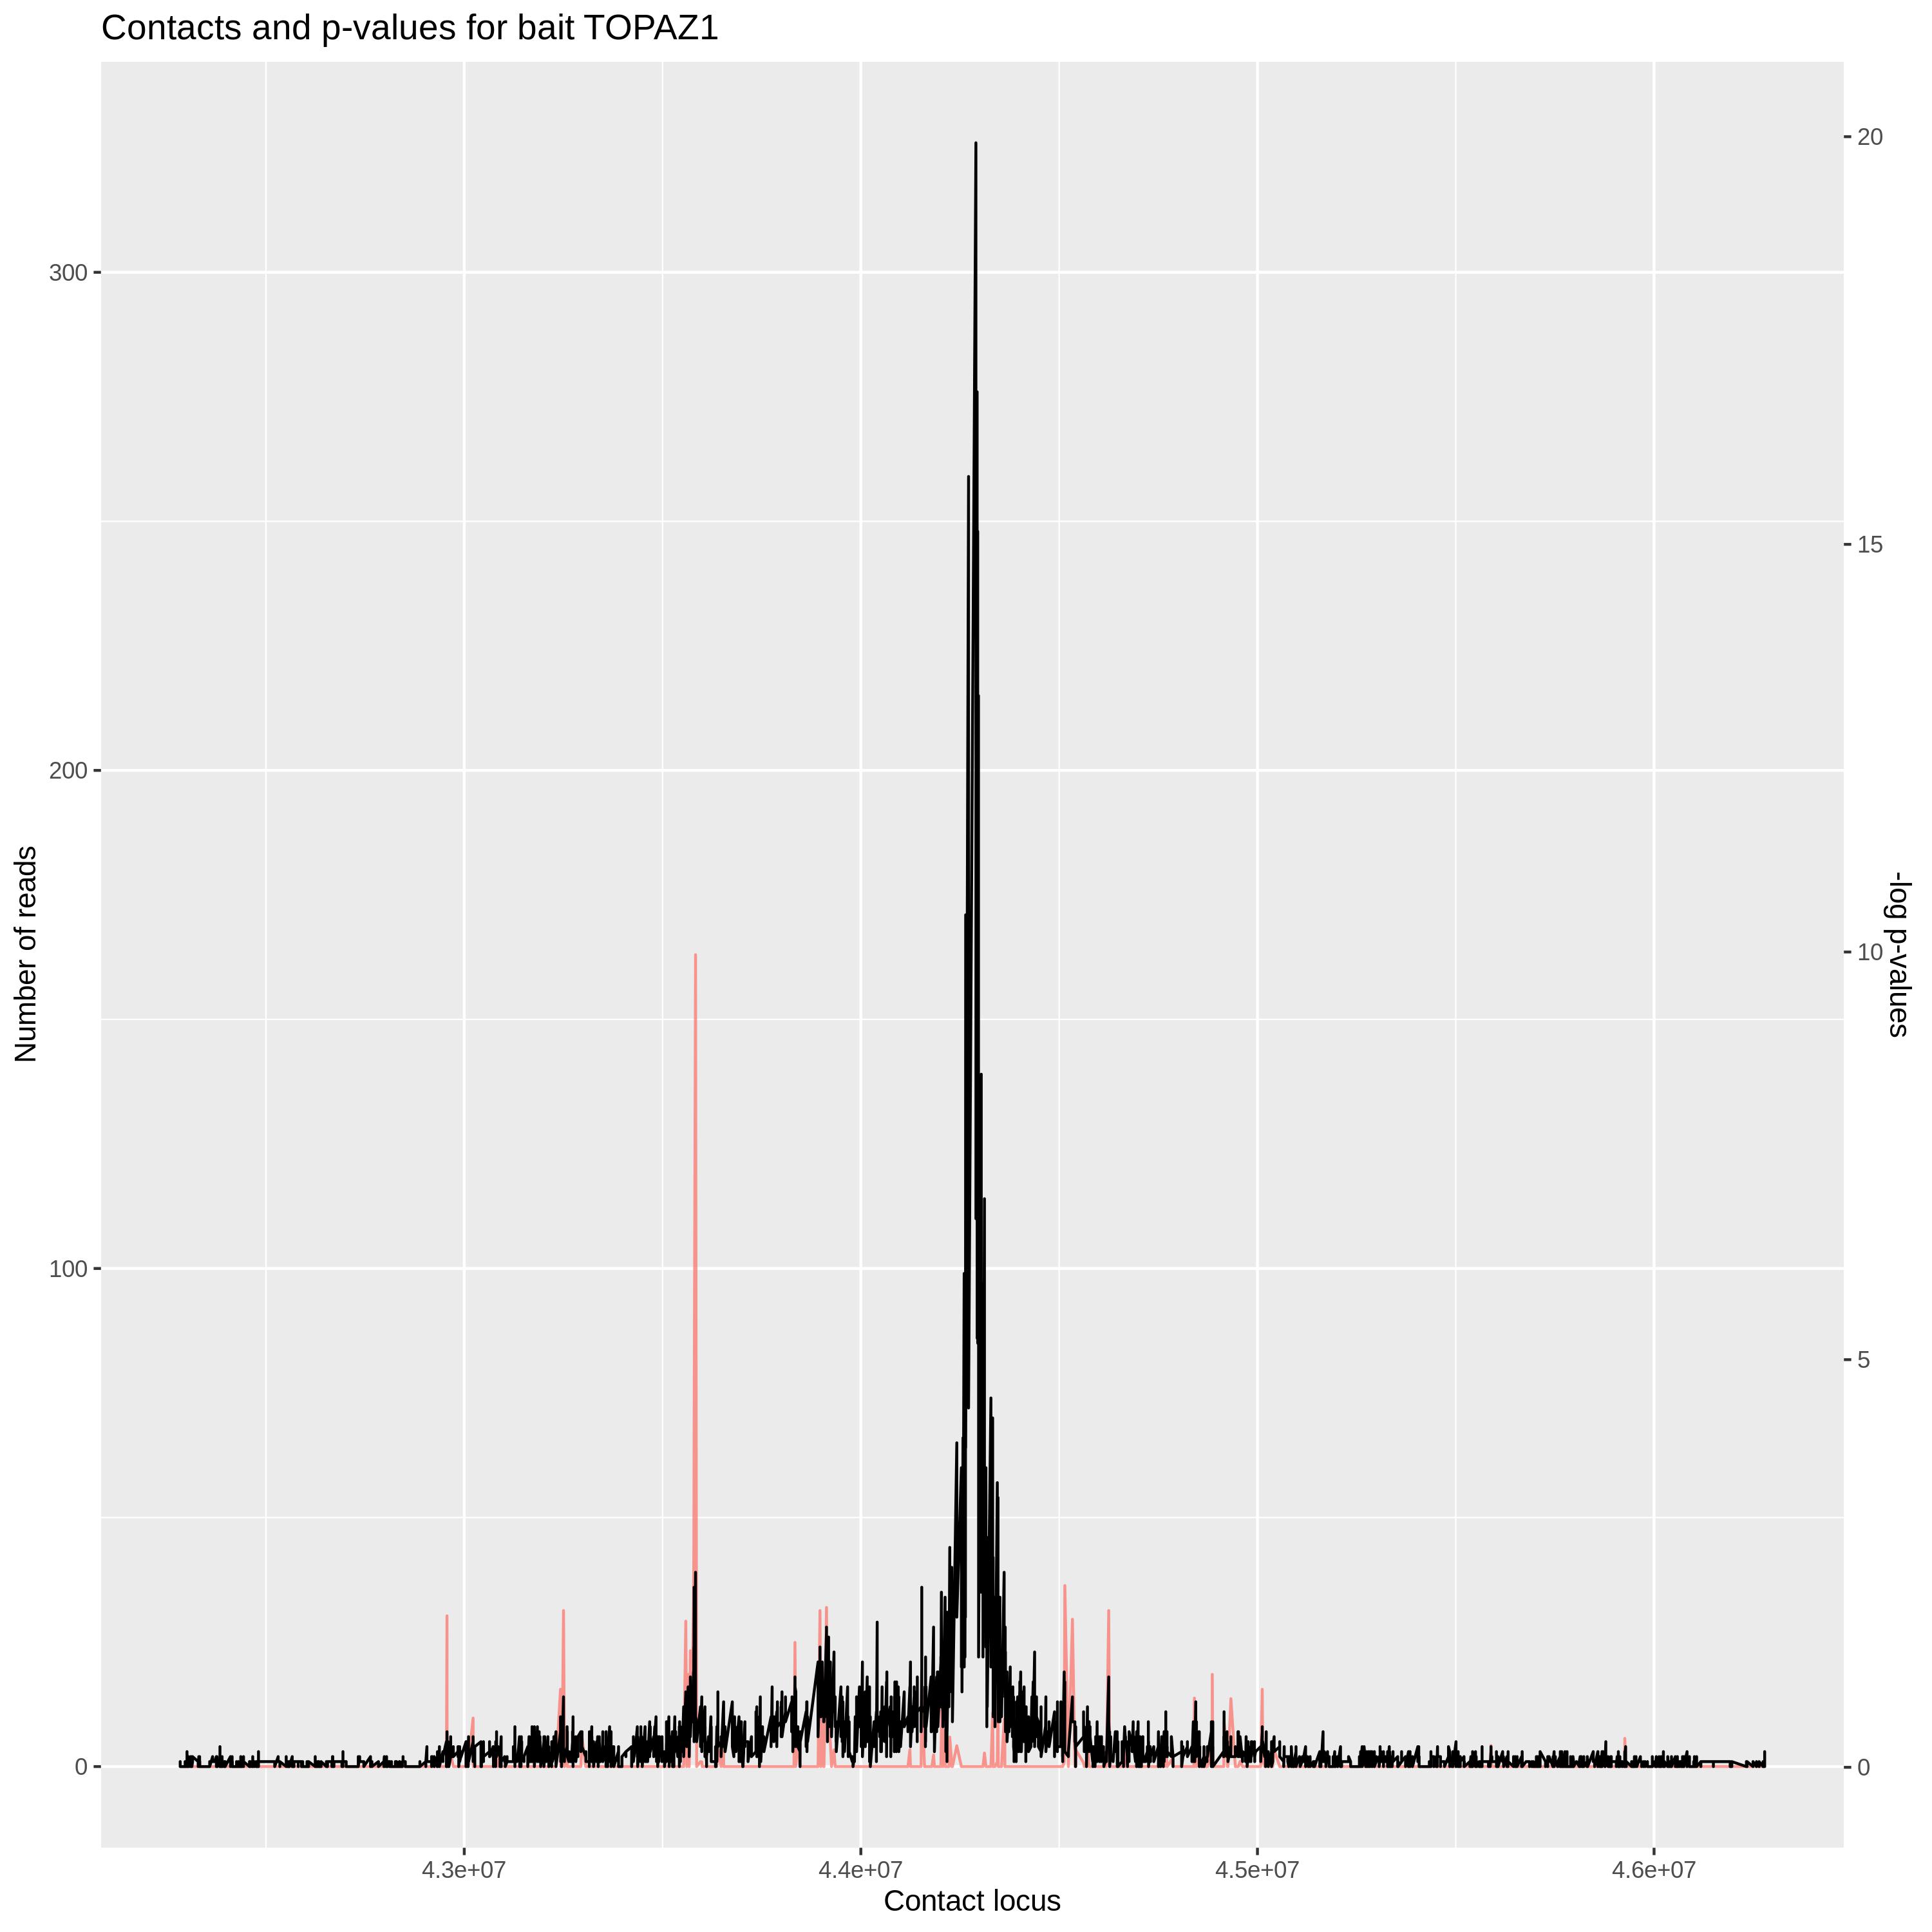 Contacts and p-values for bait TOPAZ1
Number of reads
300
200
100
0
20
15
10
5
0
-log p-values
4.3e+07
4.4e+07
4.5e+07
4.6e+07
Contact locus